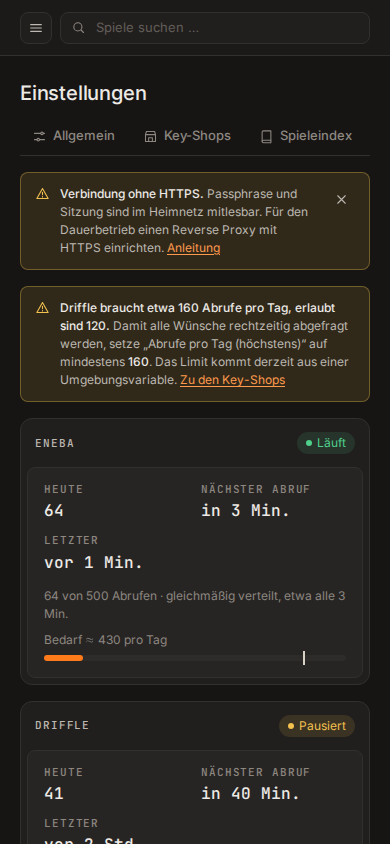 Spiele suchen ...
Einstellungen
Allgemein
Key-Shops
Spieleindex
Verbindung ohne HTTPS. Passphrase und
Sitzung sind im Heimnetz mitlesbar. Für den
Dauerbetrieb einen Reverse Proxy mit
HTTPS einrichten. Anleitung
Driffle braucht etwa 160 Abrufe pro Tag, erlaubt
sind 120. Damit alle Wünsche rechtzeitig abgefragt
werden, setze „Abrufe pro Tag (höchstens)“ auf
mindestens 160. Das Limit kommt derzeit aus einer
Umgebungsvariable. Zu den Key-Shops
ENEBA
Läuft
HEUTE
64
NÄCHSTER ABRUF
in 3 Min.
LETZTER
vor 1 Min.
64 von 500 Abrufen · gleichmäßig verteilt, etwa alle 3
Min.
Bedarf ≈ 430 pro Tag
DRIFFLE
Pausiert
HEUTE
41
NÄCHSTER ABRUF
in 40 Min.
LETZTER
vor 2 Std.